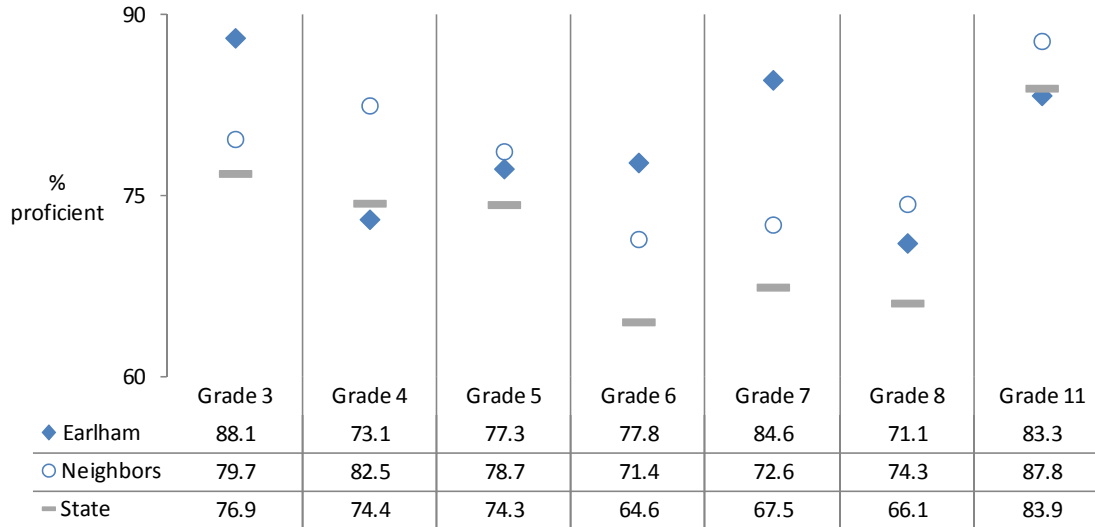 90
75
60
%
proficient
Grade 3 Grade 4 Grade 5 Grade 6 Grade 7 Grade 8 Grade 11
Earlham 88.1 73.1 77.3 77.8 84.6 71.1 83.3
Neighbors 79.7 82.5 78.7 71.4 72.6 74.3 87.8
State 76.9 74.4 74.3 64.6 67.5 66.1 83.9